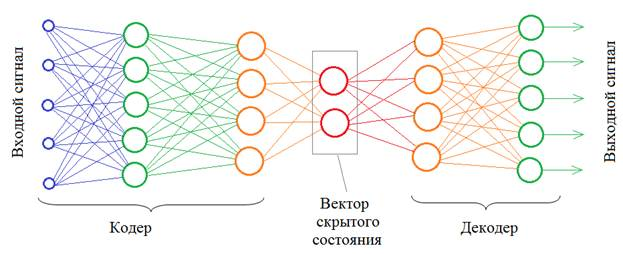 Входной сигнал
Кодер
Вектор
скрытого
состояния
Декодер
Выходной сигнал